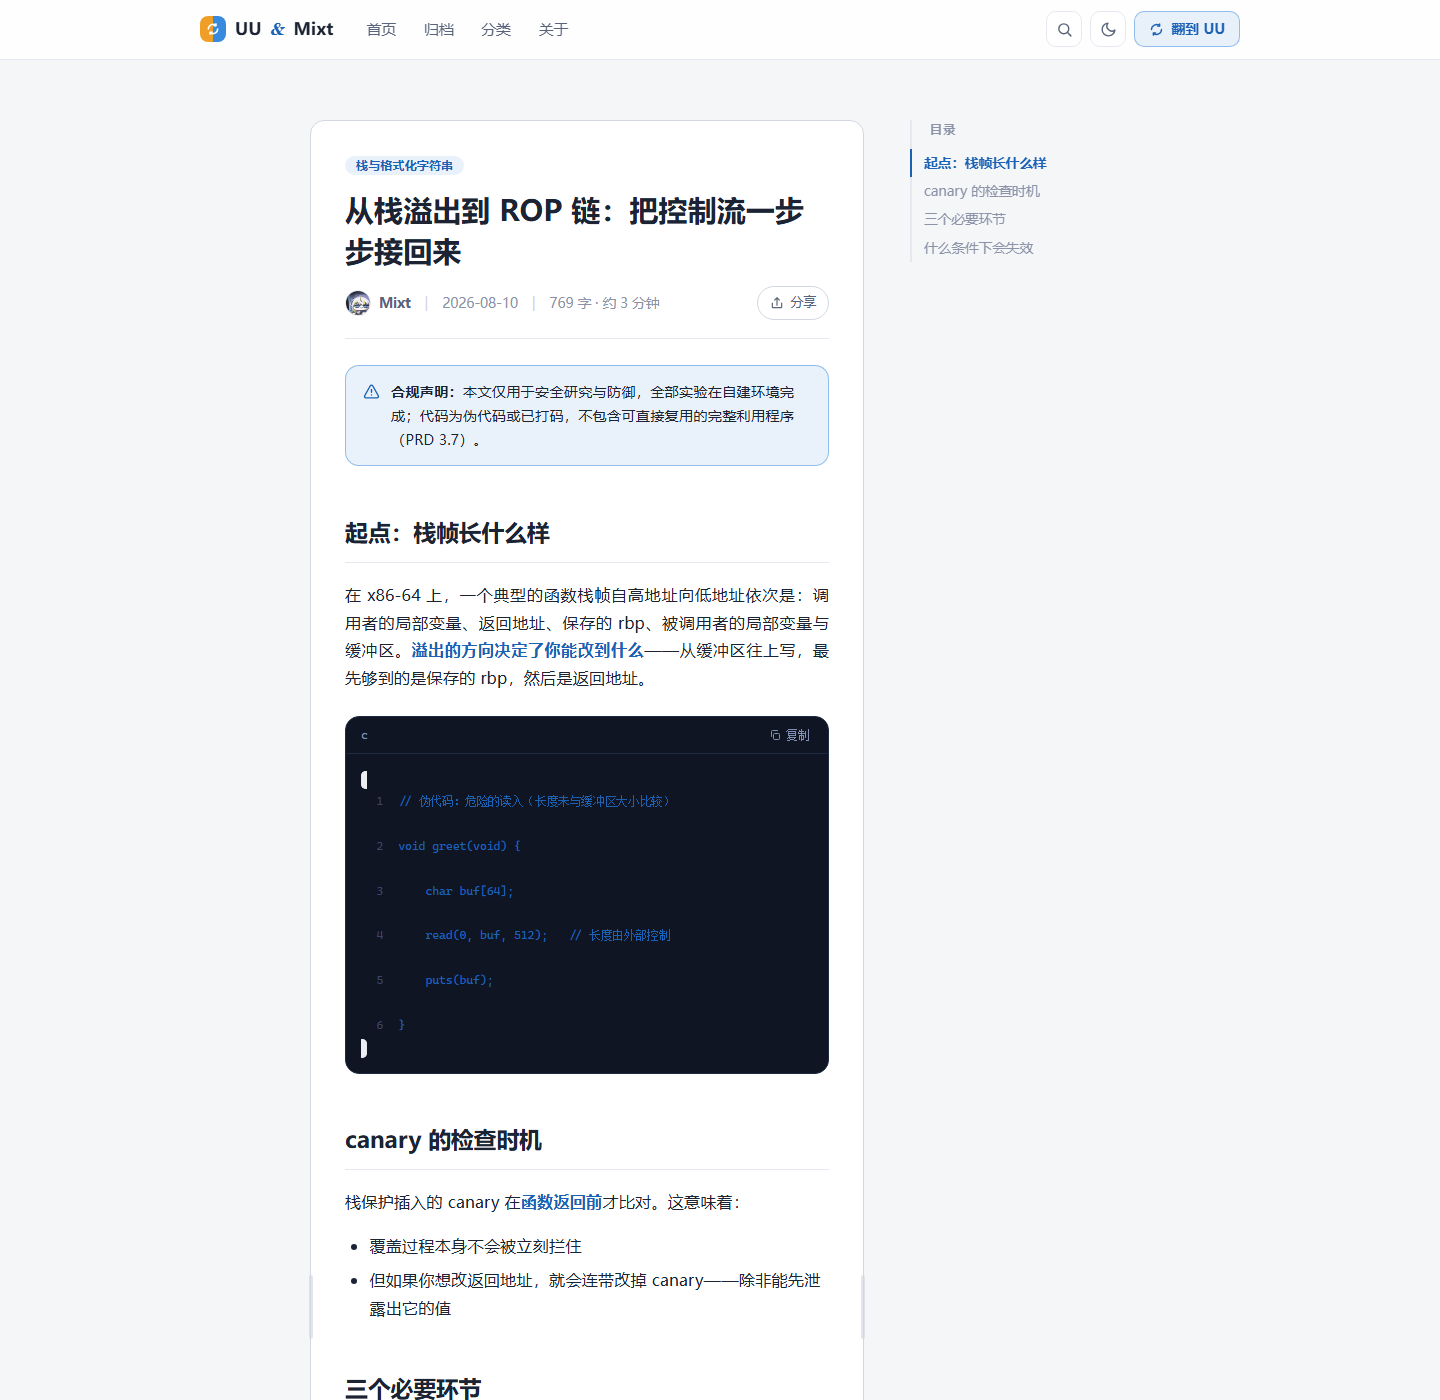 UU & Mixt 首页 归档 分类 关于 翻到 UU
栈与格式化字符串
从栈溢出到 ROP 链：把控制流一步
步接回来
Mixt | 2026-08-10 | 769 字 · 约 3 分钟 分享
合规声明：本文仅用于安全研究与防御，全部实验在自建环境完
成；代码为伪代码或已打码，不包含可直接复用的完整利用程序
（PRD 3.7）。
起点：栈帧长什么样
在 x86-64 上，一个典型的函数栈帧自高地址向低地址依次是：调
用者的局部变量、返回地址、保存的 rbp、被调用者的局部变量与
缓冲区。溢出的方向决定了你能改到什么——从缓冲区往上写，最
先够到的是保存的 rbp，然后是返回地址。
c 复制
1 // 伪代码：危险的读入（长度未与缓冲区大小比较）
2 void greet(void) {
3 char buf[64];
4 read(0, buf, 512); // 长度由外部控制
5 puts(buf);
6 }
canary 的检查时机
栈保护插入的 canary 在函数返回前才比对。这意味着：
• 覆盖过程本身不会被立刻拦住
• 但如果你想改返回地址，就会连带改掉 canary——除非能先泄
露出它的值
三个必要环节
目录
起点：栈帧长什么样
canary 的检查时机
三个必要环节
什么条件下会失效